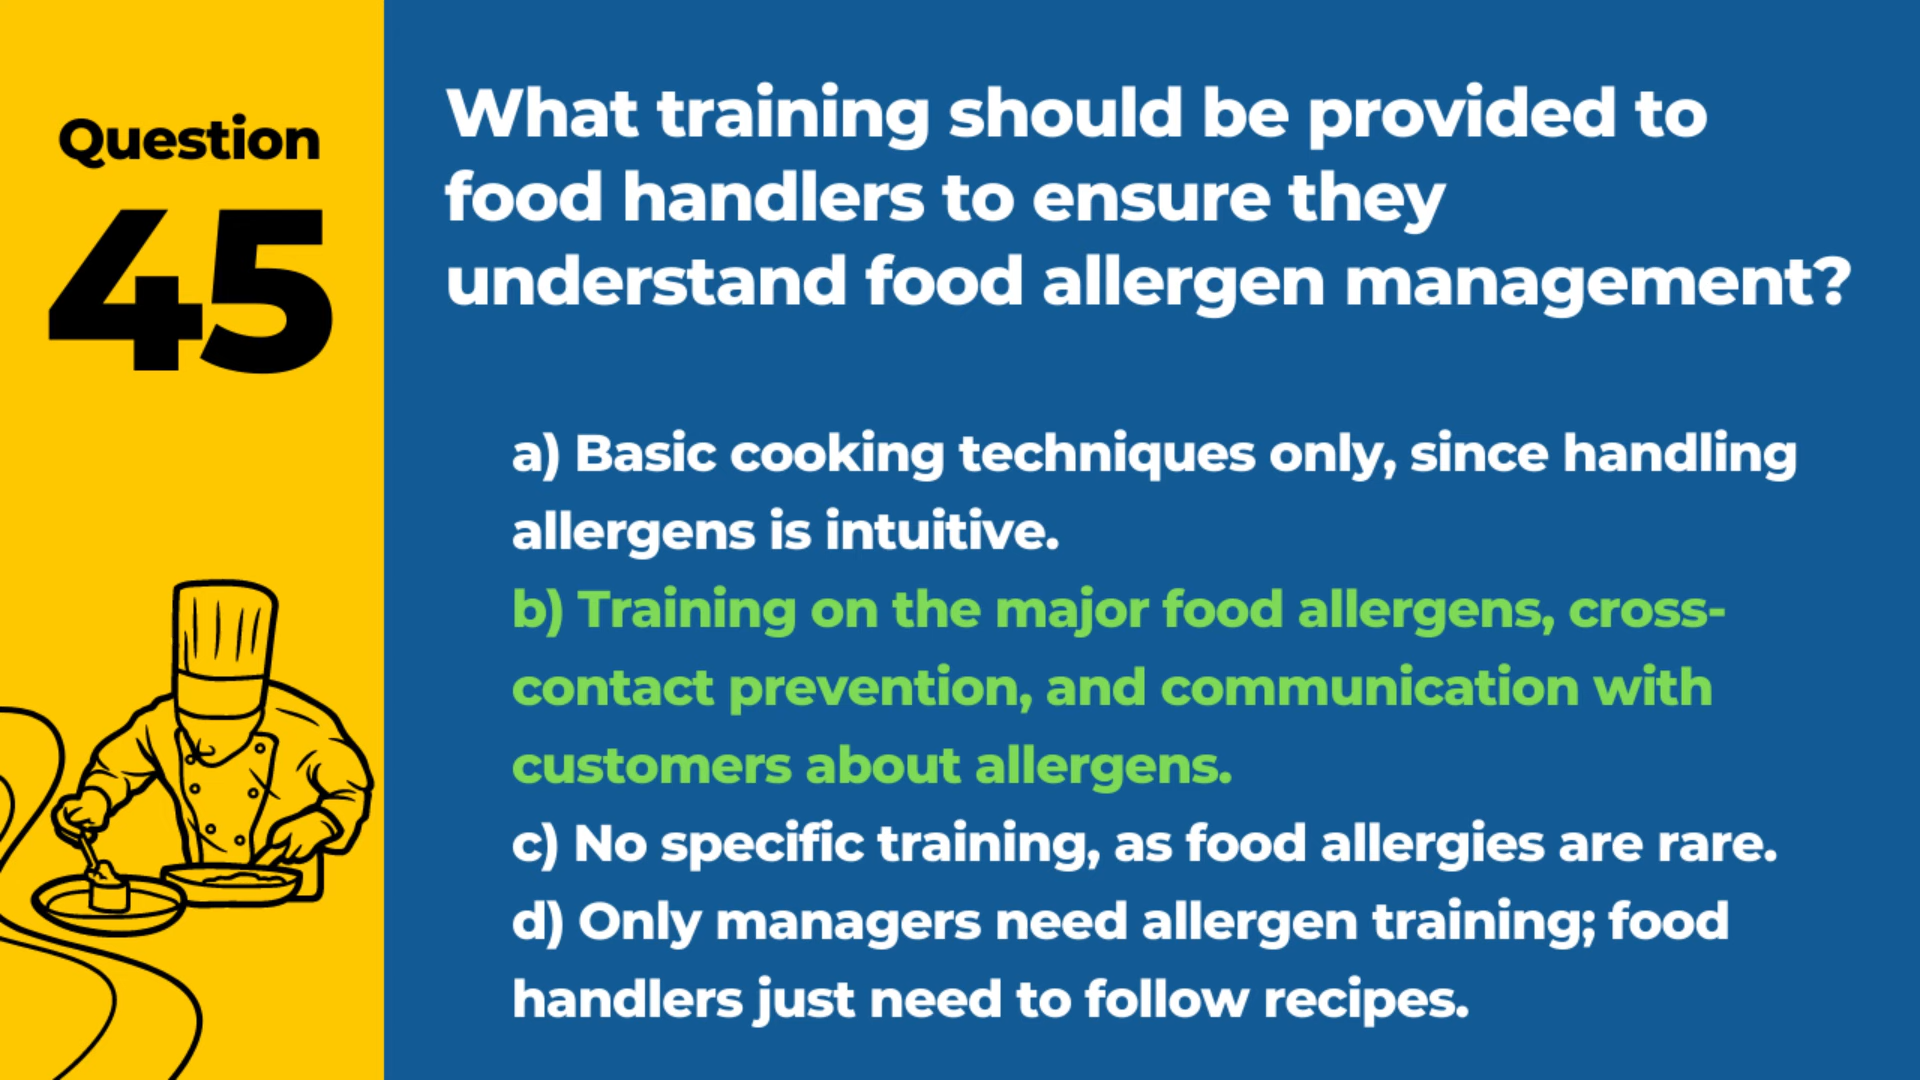 Question
45
What training should be provided to
food handlers to ensure they
understand food allergen management?
a) Basic cooking techniques only, since handling
allergens is intuitive.
b) Training on the major food allergens, cross-
contact prevention, and communication with
customers about allergens.
c) No specific training, as food allergies are rare.
d) Only managers need allergen training; food
handlers just need to follow recipes.